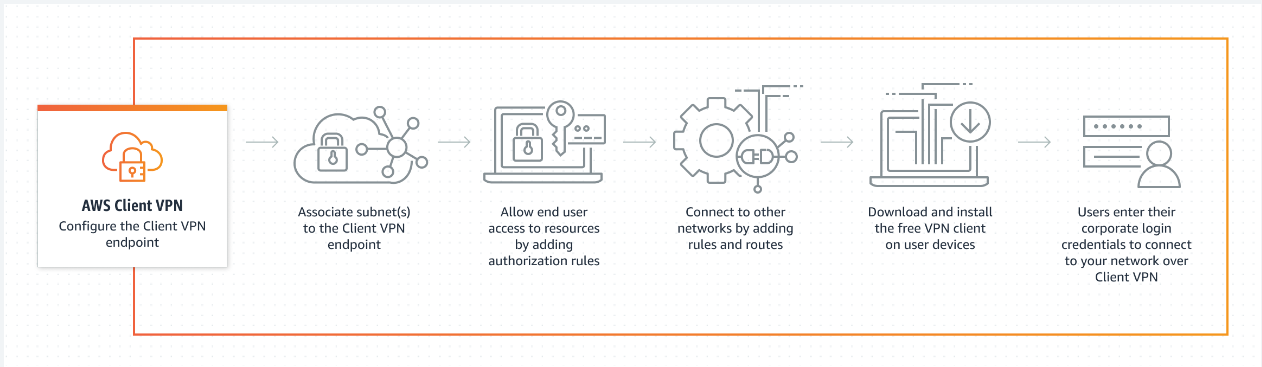 AWS Client VPN
Configure the Client VPN
endpoint
Associate subnet(s)
to the Client VPN
endpoint
Allow end user
access to resources
by adding
authorization rules
Connect to other
networks by adding
rules and routes
Download and install
the free VPN client
on user devices
Users enter their
corporate login
credentials to connect
to your network over
Client VPN